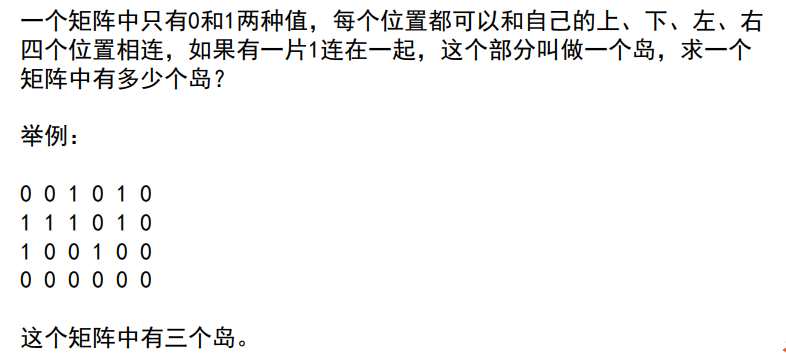 一个矩阵中只有0和1两种值，每个位置都可以和自己的上、下、左、右
四个位置相连，如果有一片1连在一起，这个部分叫做一个岛，求一个
矩阵中有多少个岛？
举例：
0 0 1 0 1 0
1 1 1 0 1 0
1 0 0 1 0 0
0 0 0 0 0 0
这个矩阵中有三个岛。